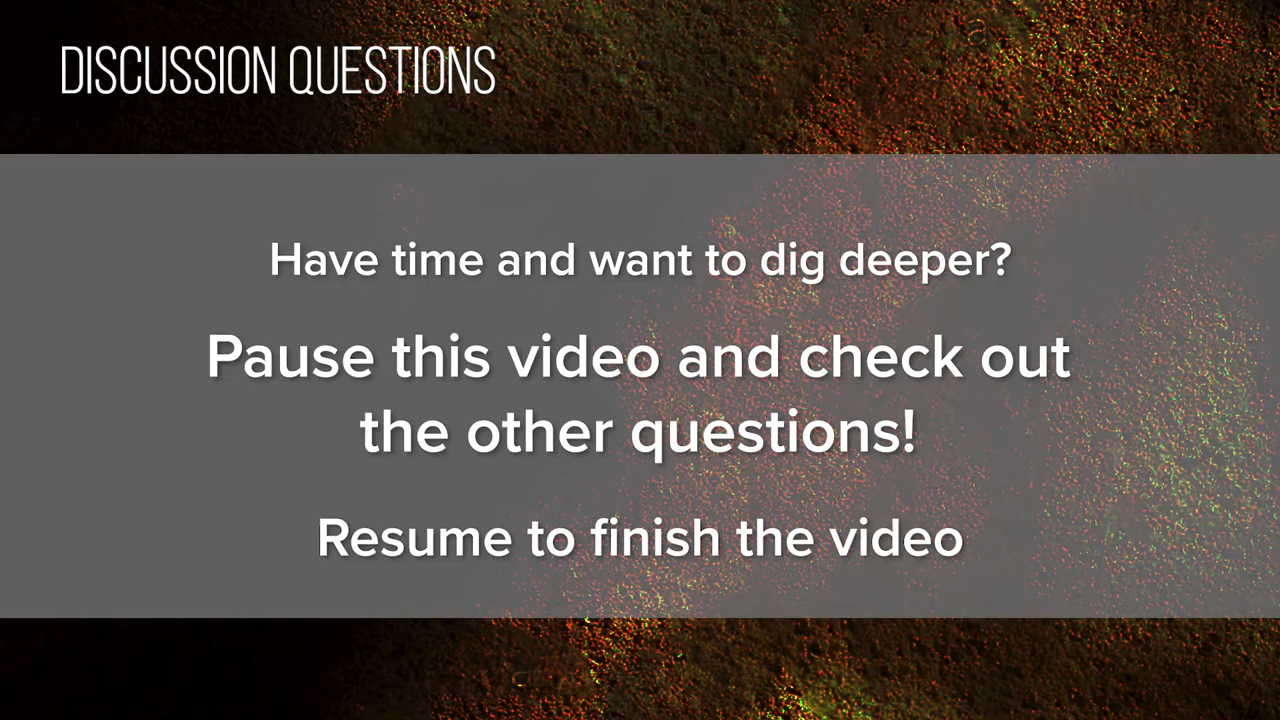 DISCUSSION QUESTIONS
Have time and want to dig deeper?
Pause this video and check out
the other questions!
Resume to finish the video